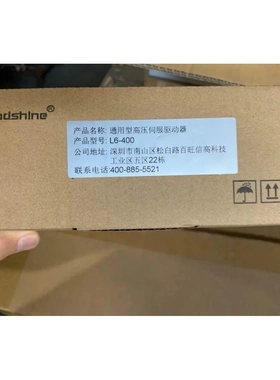 adshine®
产品名称: 通用型高压伺服驱动器
产品型号: L6-400
公司地址: 深圳市南山区松白路百旺信高科技
工业区五区22栋
联系电话:400-885-5521